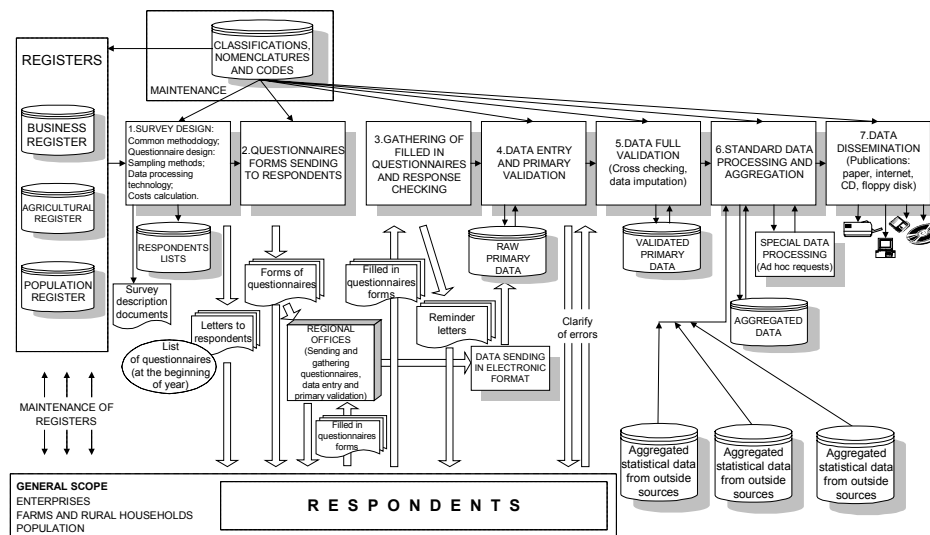 CLASSIFICATIONS,
NOMENCLATURES
AND CODES
MAINTENANCE
REGISTERS
BUSINESS
REGISTER
AGRICULTURAL
REGISTER
POPULATION
REGISTER
1.SURVEY DESIGN:
Common methodology;
Questionnaire design:
Sampling methods;
Data processing
technology;
Costs calculation.
2.QUESTIONNAIRES
FORMS SENDING
TO RESPONDENTS
3.GATHERING OF
FILLED IN
QUESTIONNAIRES
AND RESPONSE
CHECKING
4.DATA ENTRY
AND PRIMARY
VALIDATION
5.DATA FULL
VALIDATION
(Cross checking,
data imputation)
6.STANDARD DATA
PROCESSING AND
AGGREGATION
7.DATA
DISSEMINATION
(Publications:
paper, internet,
CD, floppy disk)
RESPONDENTS
LISTS
RAW
PRIMARY
DATA
VALIDATED
PRIMARY
DATA
SPECIAL DATA
PROCESSING
(Ad hoc requests)
Survey
description
documents
Forms of
questionnaires
Filled in
questionnaires
forms
Letters to
respondents
REGIONAL
OFFICES
(Sending and
gathering
questionnaires,
data entry and
primary validation)
Reminder
letters
Clarify
of errors
AGGREGATED
DATA
List
of questionnaires
(at the beginning
of year)
DATA SENDING
IN ELECTRONIC
FORMAT
MAINTENANCE OF
REGISTERS
Filled in
questionnaires
forms
Aggregated
statistical data
from outside
sources
Aggregated
statistical data
from outside
sources
Aggregated
statistical data
from outside
sources
GENERAL SCOPE
ENTERPRISES
FARMS AND RURAL HOUSEHOLDS
POPULATION
RESPONDENTS